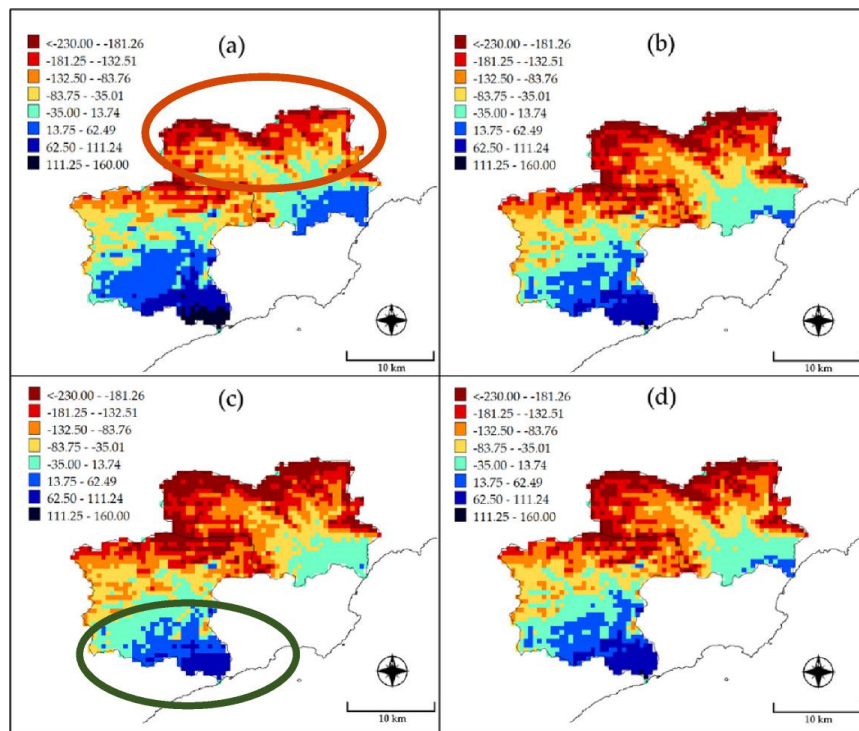 (a)
<-230.00 - -181.26
-181.25 - -132.51
-132.50 - -83.76
-83.75 - -35.01
-35.00 - 13.74
13.75 - 62.49
62.50 - 111.24
111.25 - 160.00
10 km
(b)
<-230.00 - -181.26
-181.25 - -132.51
-132.50 - -83.76
-83.75 - -35.01
-35.00 - 13.74
13.75 - 62.49
62.50 - 111.24
111.25 - 160.00
10 km
(c)
<-230.00 - -181.26
-181.25 - -132.51
-132.50 - -83.76
-83.75 - -35.01
-35.00 - 13.74
13.75 - 62.49
62.50 - 111.24
111.25 - 160.00
10 km
(d)
<-230.00 - -181.26
-181.25 - -132.51
-132.50 - -83.76
-83.75 - -35.01
-35.00 - 13.74
13.75 - 62.49
62.50 - 111.24
111.25 - 160.00
10 km